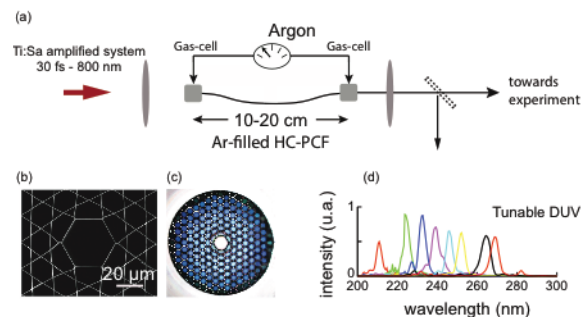 (a)
Ti:Sa amplified system
30 fs - 800 nm
Gas-cell
Argon
Gas-cell
10-20 cm
Ar-filled HC-PCF
towards
experiment
(b)
20 µm
(c)
(d)
intensity (u.a.)
1
0.5
0
Tunable DUV
200 220 240 260 280 300
wavelength (nm)